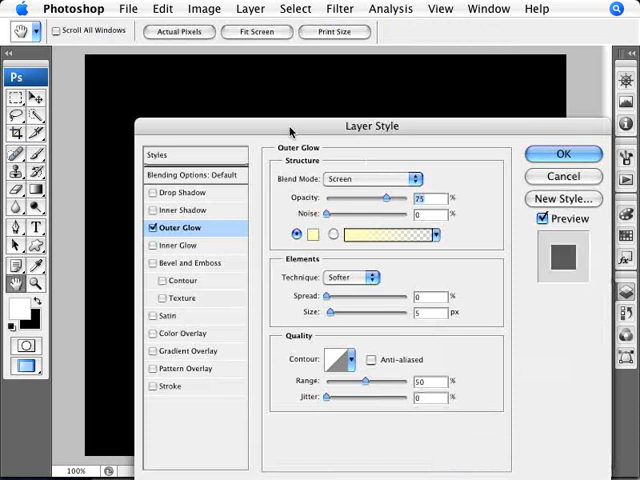 Photoshop File Edit Image Layer Select Filter Analysis View Window Help
Scroll All Windows Actual Pixels Fit Screen Print Size
Ps
Layer Style
Styles
Blending Options: Default
Drop Shadow
Inner Shadow
Outer Glow
Inner Glow
Bevel and Emboss
Contour
Texture
Satin
Color Overlay
Gradient Overlay
Pattern Overlay
Stroke
Outer Glow
Structure
Blend Mode: Screen
Opacity: 75 %
Noise: 0 %
Elements
Technique: Softer
Spread: 0 %
Size: 5 px
Quality
Contour: Anti-aliased
Range: 50 %
Jitter: 0 %
OK
Cancel
New Style...
Preview
100%